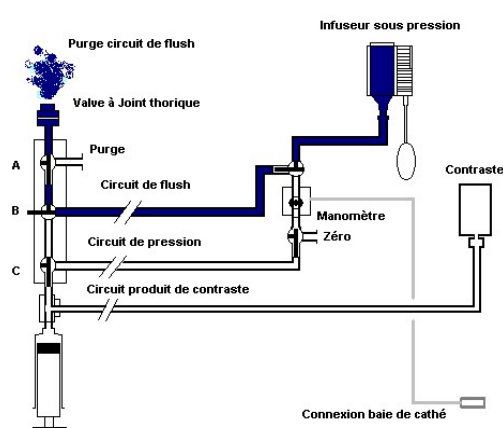 Infuseur sous pression
Purge circuit de flush
Valve à Joint thorique
Purge
A
Contraste
Circuit de flush
B
Manomètre
Zéro
Circuit de pression
C
Circuit produit de contraste
Connexion baie de cathé